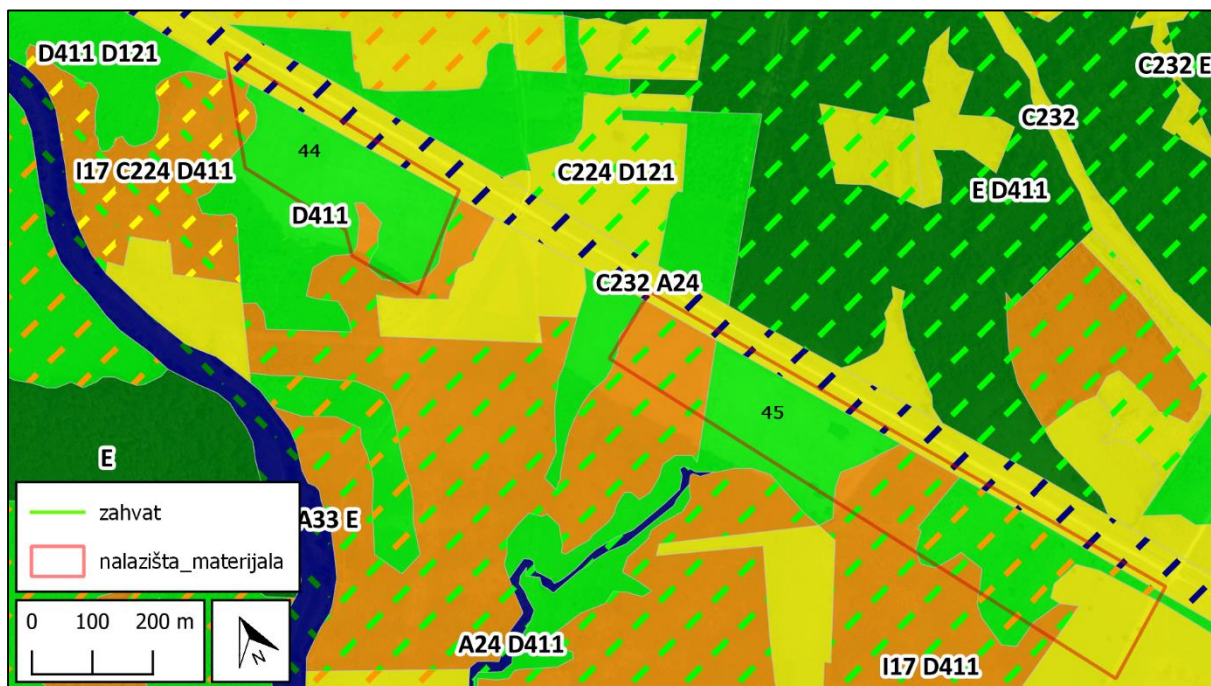 D411 D121
C232 E
C232
I17 C224 D411
44
C224 D121
E D411
D411
C232 A24
45
E
A33 E
zahvat
nalazišta_materijala
0 100 200 m
N
A24 D411
I17 D411